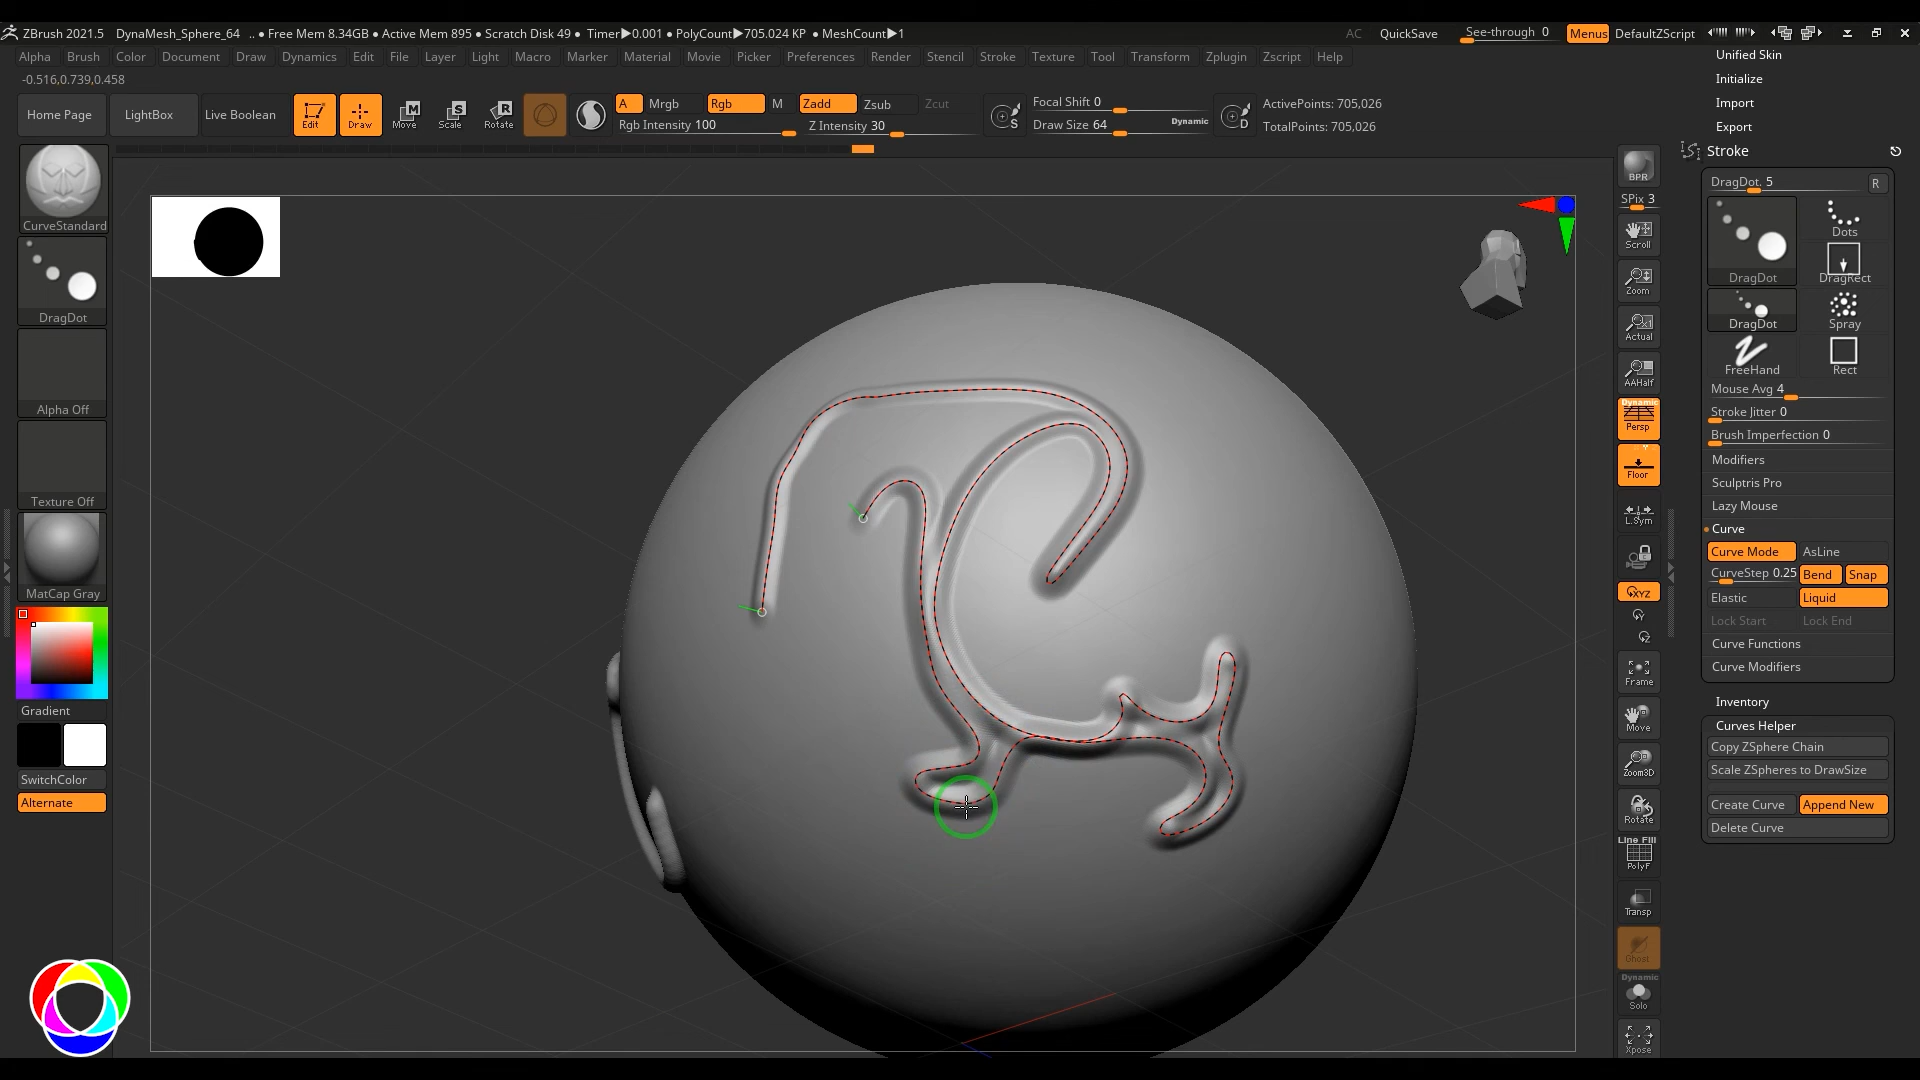 ZBrush 2021.5 DynaMesh_Sphere_64 .. ● Free Mem 8.34GB ● Active Mem 895 ● Scratch Disk 49 ● Timer▶0.001 ● PolyCount▶705.024 KP ● MeshCount▶1 AC QuickSave See-through 0 Menus DefaultZScript
Alpha Brush Color Document Draw Dynamics Edit File Layer Light Macro Marker Material Movie Picker Preferences Render Stencil Stroke Texture Tool Transform Zplugin Zscript Help
-0.516,0.739,0.458
Home Page LightBox Live Boolean Edit Draw Move Scale Rotate
A Mrgb Rgb M Zadd Zsub Zcut
Rgb Intensity 100 Z Intensity 30
S Focal Shift 0
Draw Size 64 Dynamic D
ActivePoints: 705,026
TotalPoints: 705,026
CurveStandard
DragDot
Alpha Off
Texture Off
MatCap Gray
Gradient
SwitchColor
Alternate
BPR
SPix 3
Scroll
Zoom
Actual
AAHalf
Dynamic
Persp
Floor
L.Sym
XYZ
Y
Z
Frame
Move
Zoom3D
Rotate
Line Fill
PolyF
Transp
Ghost
Dynamic
Solo
Xpose
Unified Skin
Initialize
Import
Export
Stroke
DragDot. 5 R
Dots
DragDot DragRect
DragDot Spray
FreeHand Rect
Mouse Avg 4
Stroke Jitter 0
Brush Imperfection 0
Modifiers
Sculptris Pro
Lazy Mouse
Curve
Curve Mode AsLine
CurveStep 0.25 Bend Snap
Elastic Liquid
Lock Start Lock End
Curve Functions
Curve Modifiers
Inventory
Curves Helper
Copy ZSphere Chain
Scale ZSpheres to DrawSize
Create Curve Append New
Delete Curve